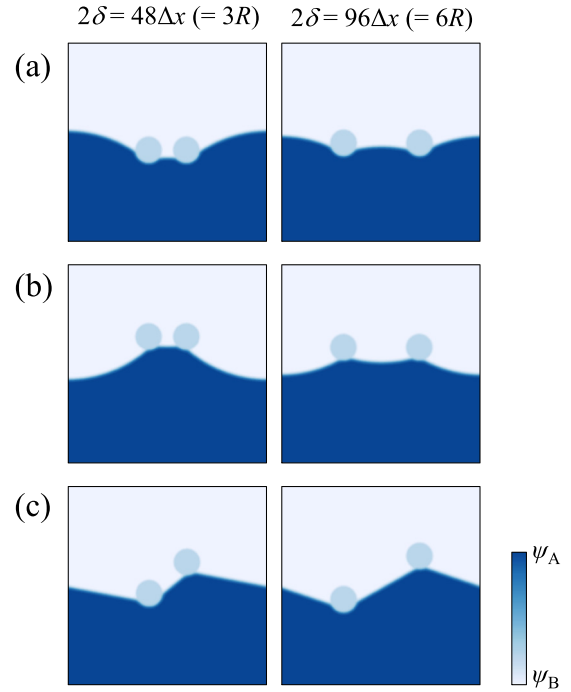 2δ = 48Δx (= 3R) 2δ = 96Δx (= 6R)
(a)
(b)
(c)
ψA
ψB